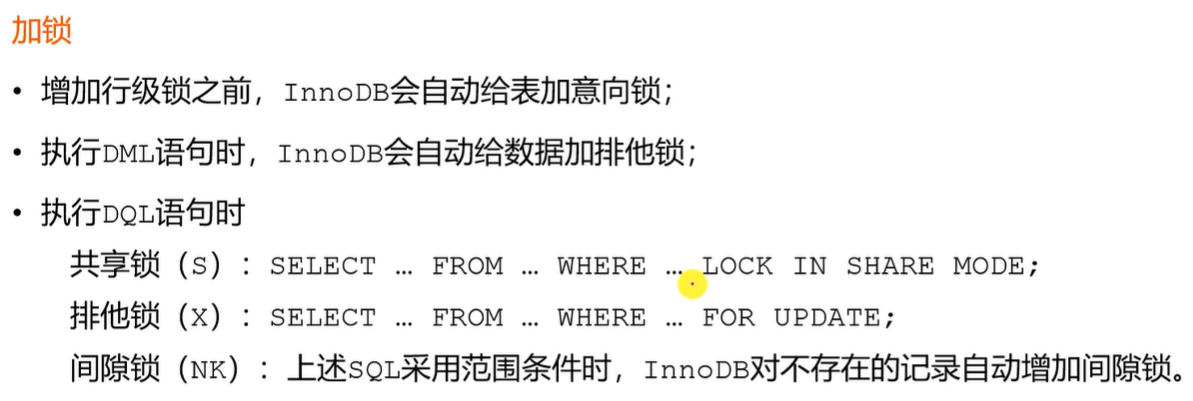 加锁
• 增加行级锁之前，InnoDB会自动给表加意向锁；
• 执行DML语句时，InnoDB会自动给数据加排他锁；
• 执行DQL语句时
共享锁（S）：SELECT … FROM … WHERE … LOCK IN SHARE MODE;
排他锁（X）：SELECT … FROM … WHERE … FOR UPDATE;
间隙锁（NK）：上述SQL采用范围条件时，InnoDB对不存在的记录自动增加间隙锁。